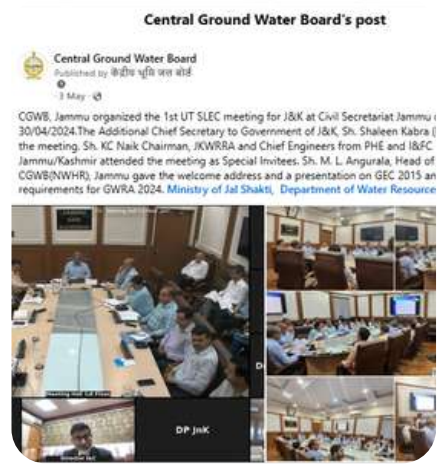 Central Ground Water Board's post
Central Ground Water Board
Published by केंद्रीय भूमि जल बोर्ड
3 May
CGWB, Jammu organized the 1st UT SLEC meeting for J&K at Civil Secretariat Jammu
30/04/2024.The Additional Chief Secretary to Government of J&K, Sh. Shaleen Kabra (
the meeting. Sh. KC Naik Chairman, JKWRRA and Chief Engineers from PHE and I&FC
Jammu/Kashmir attended the meeting as Special Invitees. Sh. M. L. Angurala, Head of
CGWB(NWHR), Jammu gave the welcome address and a presentation on GEC 2015 an
requirements for GWRA 2024. Ministry of Jal Shakti, Department of Water Resource
DP JnK